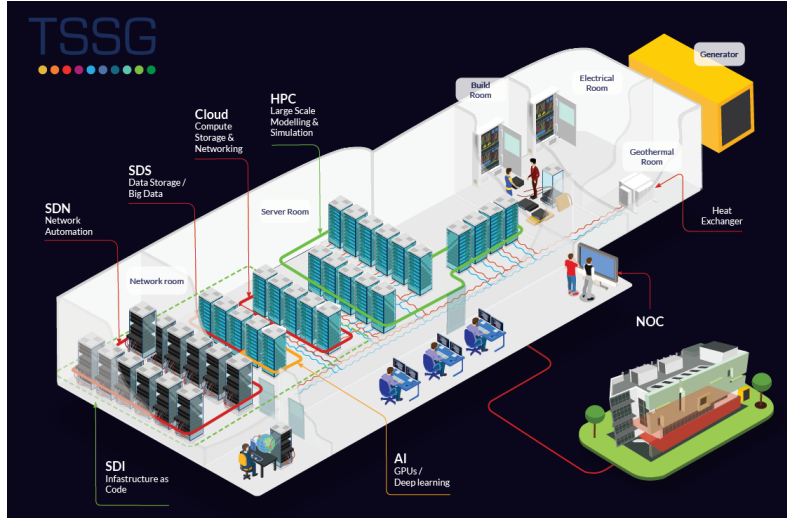 TSSG
Generator
Electrical
Room
Build
Room
HPC
Large Scale
Modelling &
Simulation
Cloud
Compute
Storage &
Networking
Geothermal
Room
SDS
Data Storage /
Big Data
SDN
Network
Automation
Server Room
Heat
Exchanger
Network room
NOC
SDI
Infastructure as
Code
AI
GPUs /
Deep learning